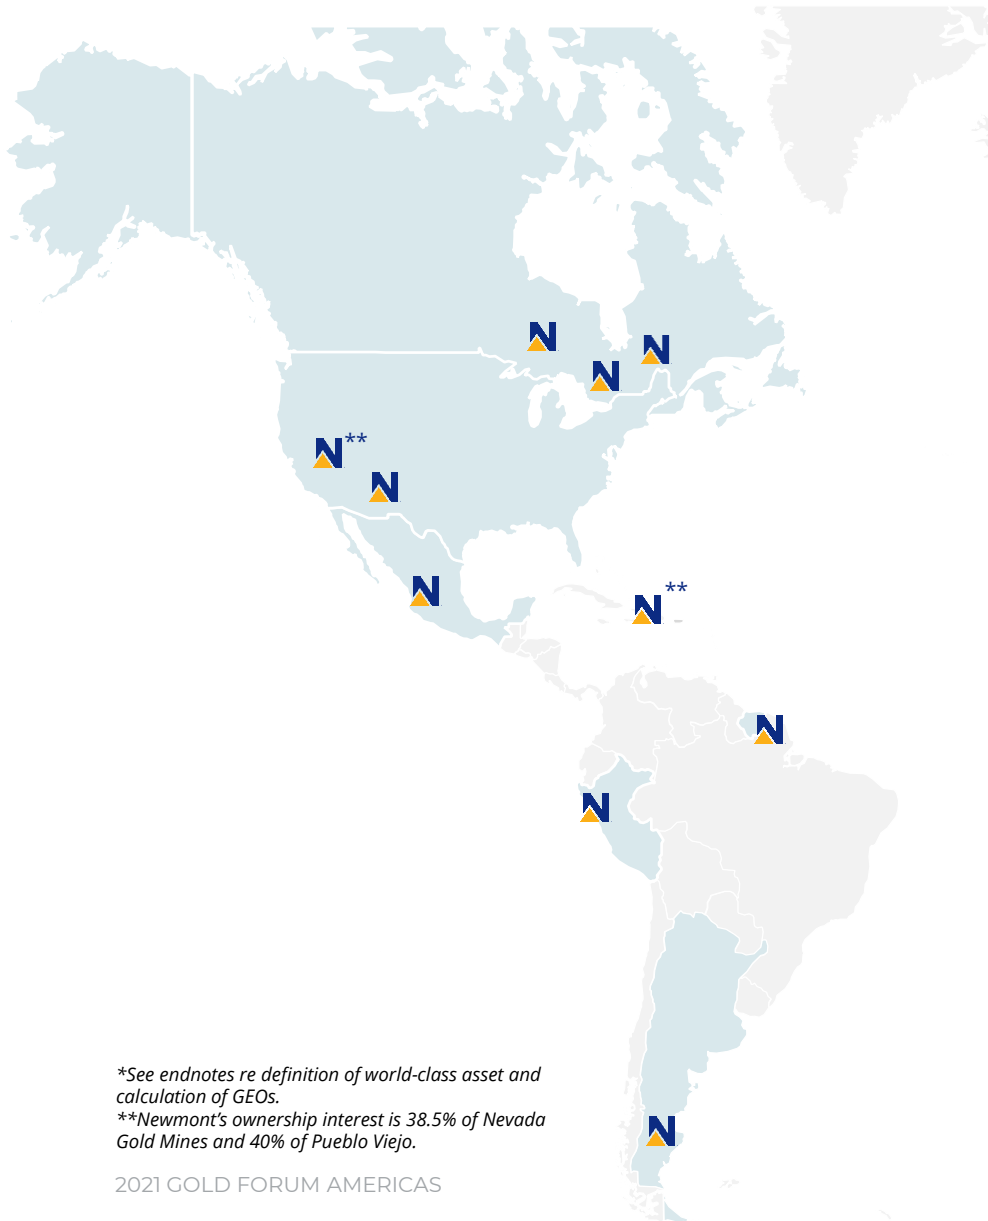 N
N
N
N**
N
N
N**
N
N
N
*See endnotes re definition of world-class asset and
calculation of GEOs.
**Newmont's ownership interest is 38.5% of Nevada
Gold Mines and 40% of Pueblo Viejo.
2021 GOLD FORUM AMERICAS